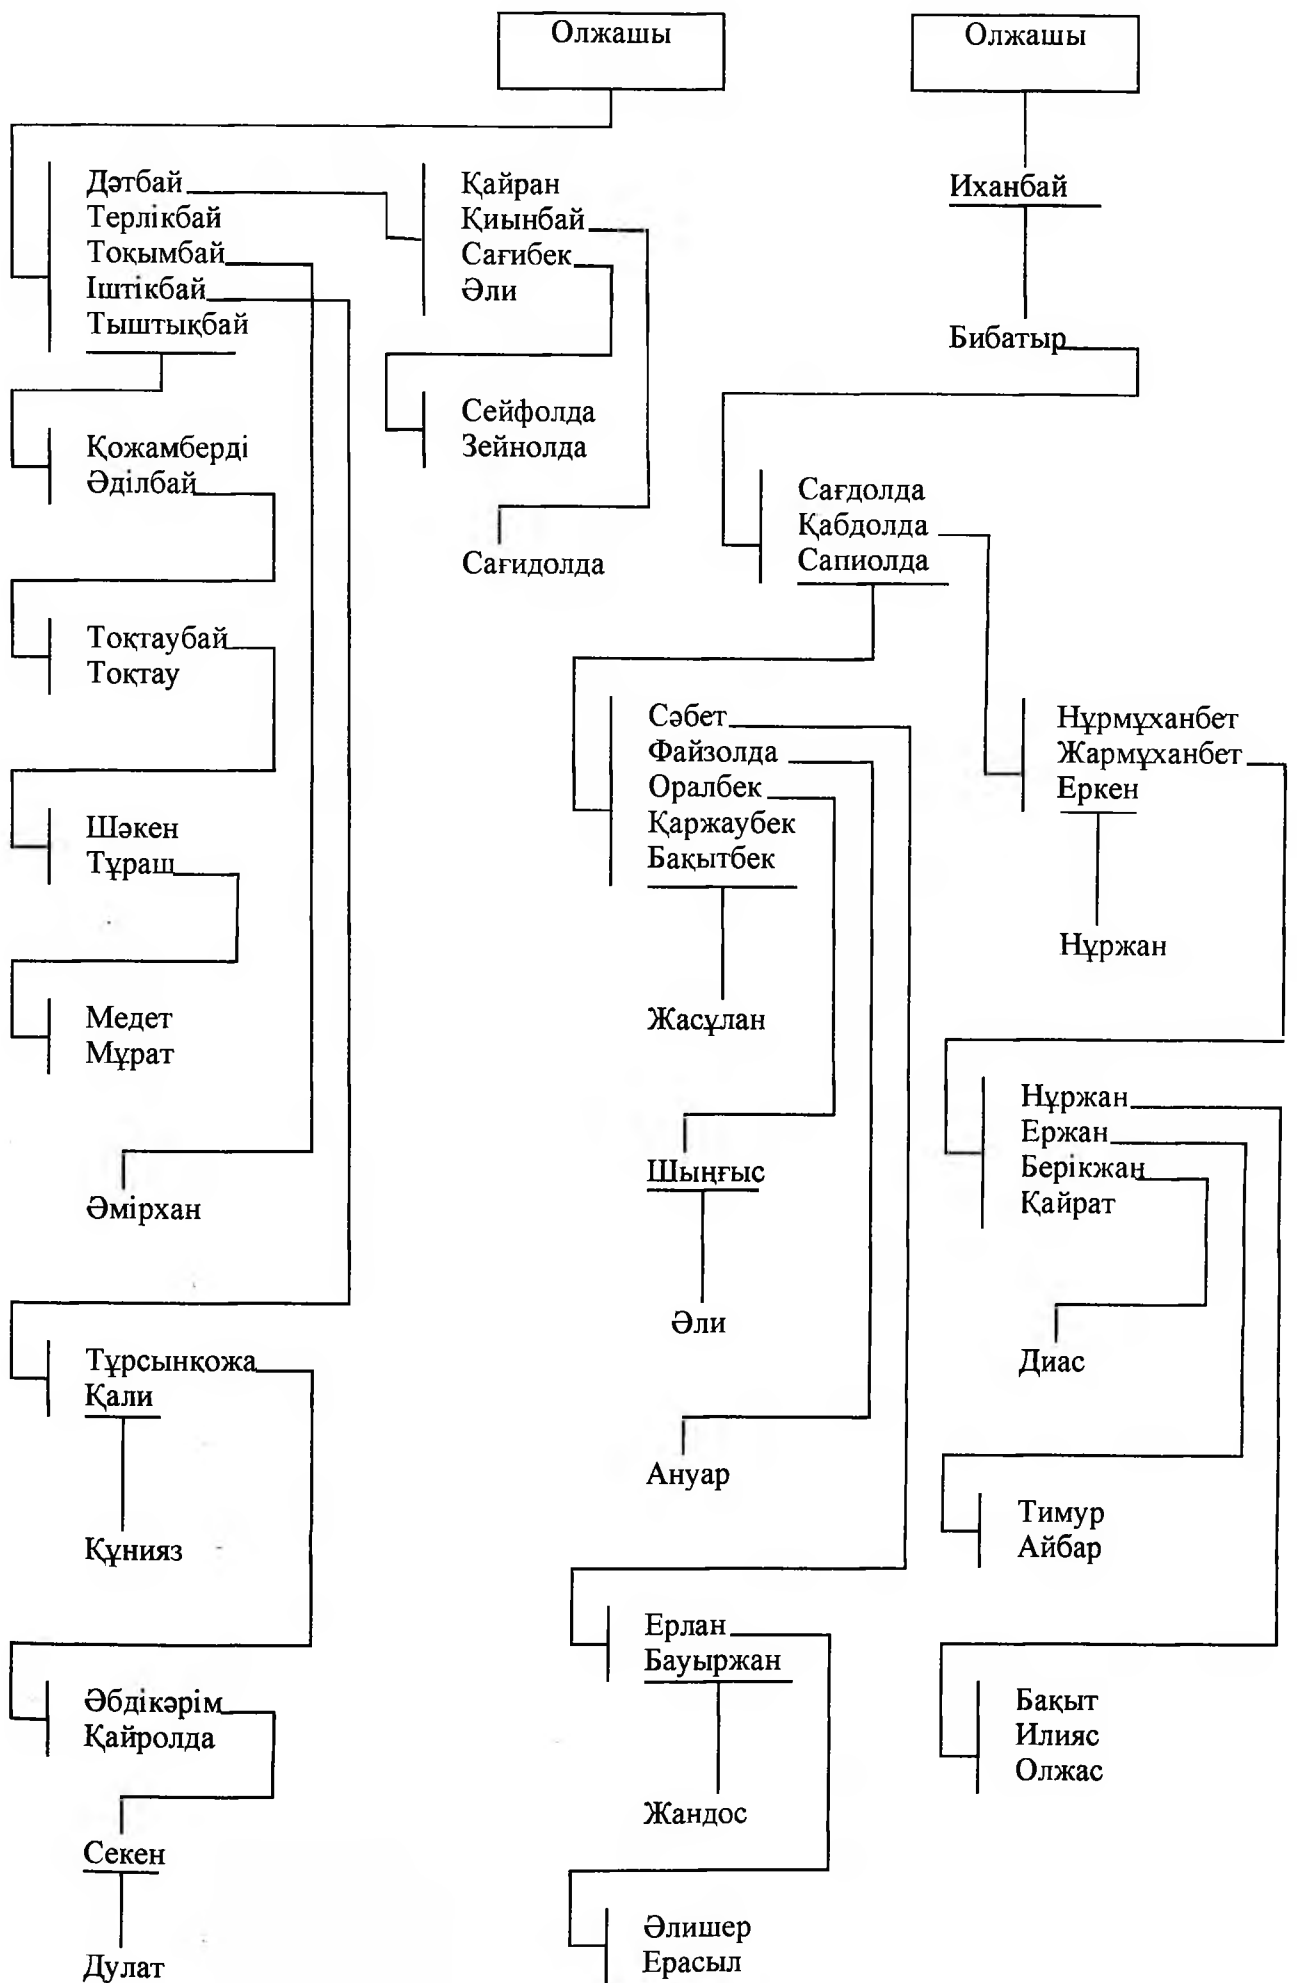 Олжашы
Олжашы
Дәтбай
Терлікбай
Тоқымбай
Іштікбай
Тыштықбай
Қайран
Қиынбай
Сағибек
Әли
Иханбай
Бибатыр
Қожамберді
Әділбай
Сейфолда
Зейнолда
Сағидолда
Сағдолда
Қабдолда
Сапиолда
Тоқтаубай
Тоқтау
Сәбет
Файзолда
Оралбек
Қаржаубек
Бақытбек
Нұрмұханбет
Жармұханбет
Еркен
Шәкен
Тұраш
Нұржан
Медет
Мұрат
Жасұлан
Нұржан
Ержан
Берікжан
Қайрат
Әмірхан
Шыңғыс
Әли
Диас
Тұрсынқожа
Қали
Ануар
Құнияз
Тимур
Айбар
Ерлан
Бауыржан
Әбдікәрім
Қайролда
Бақыт
Илияс
Олжас
Жандос
Секен
Дулат
Әлишер
Ерасыл